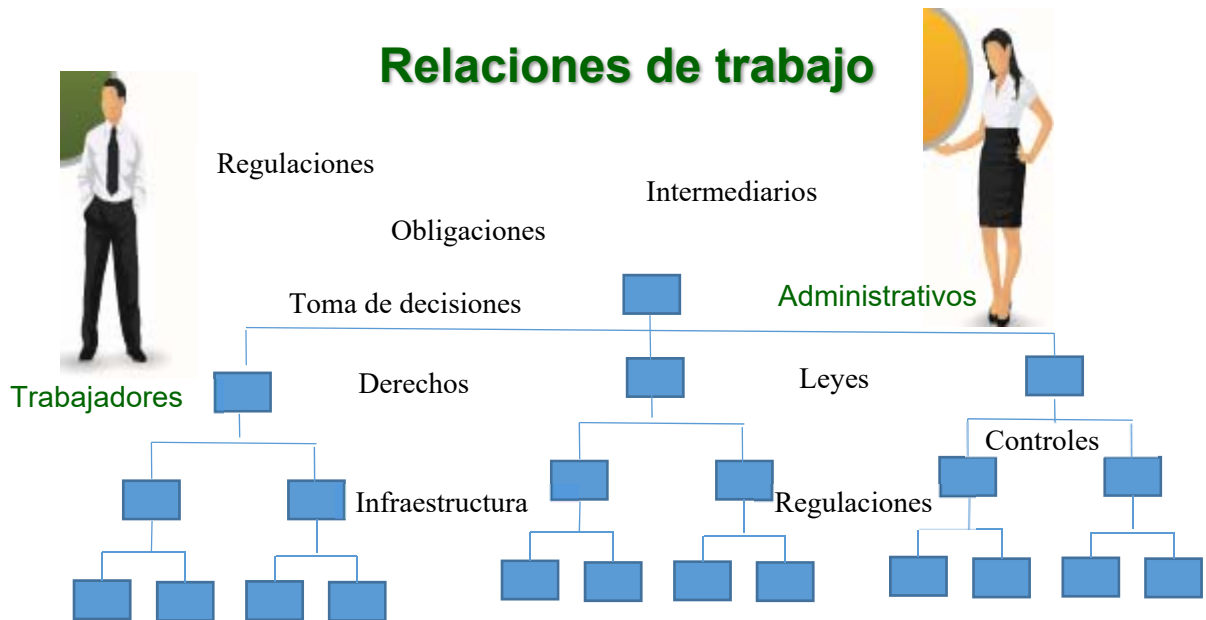 Relaciones de trabajo
Regulaciones
Intermediarios
Obligaciones
Toma de decisiones
Administrativos
Trabajadores
Derechos
Leyes
Controles
Infraestructura
Regulaciones